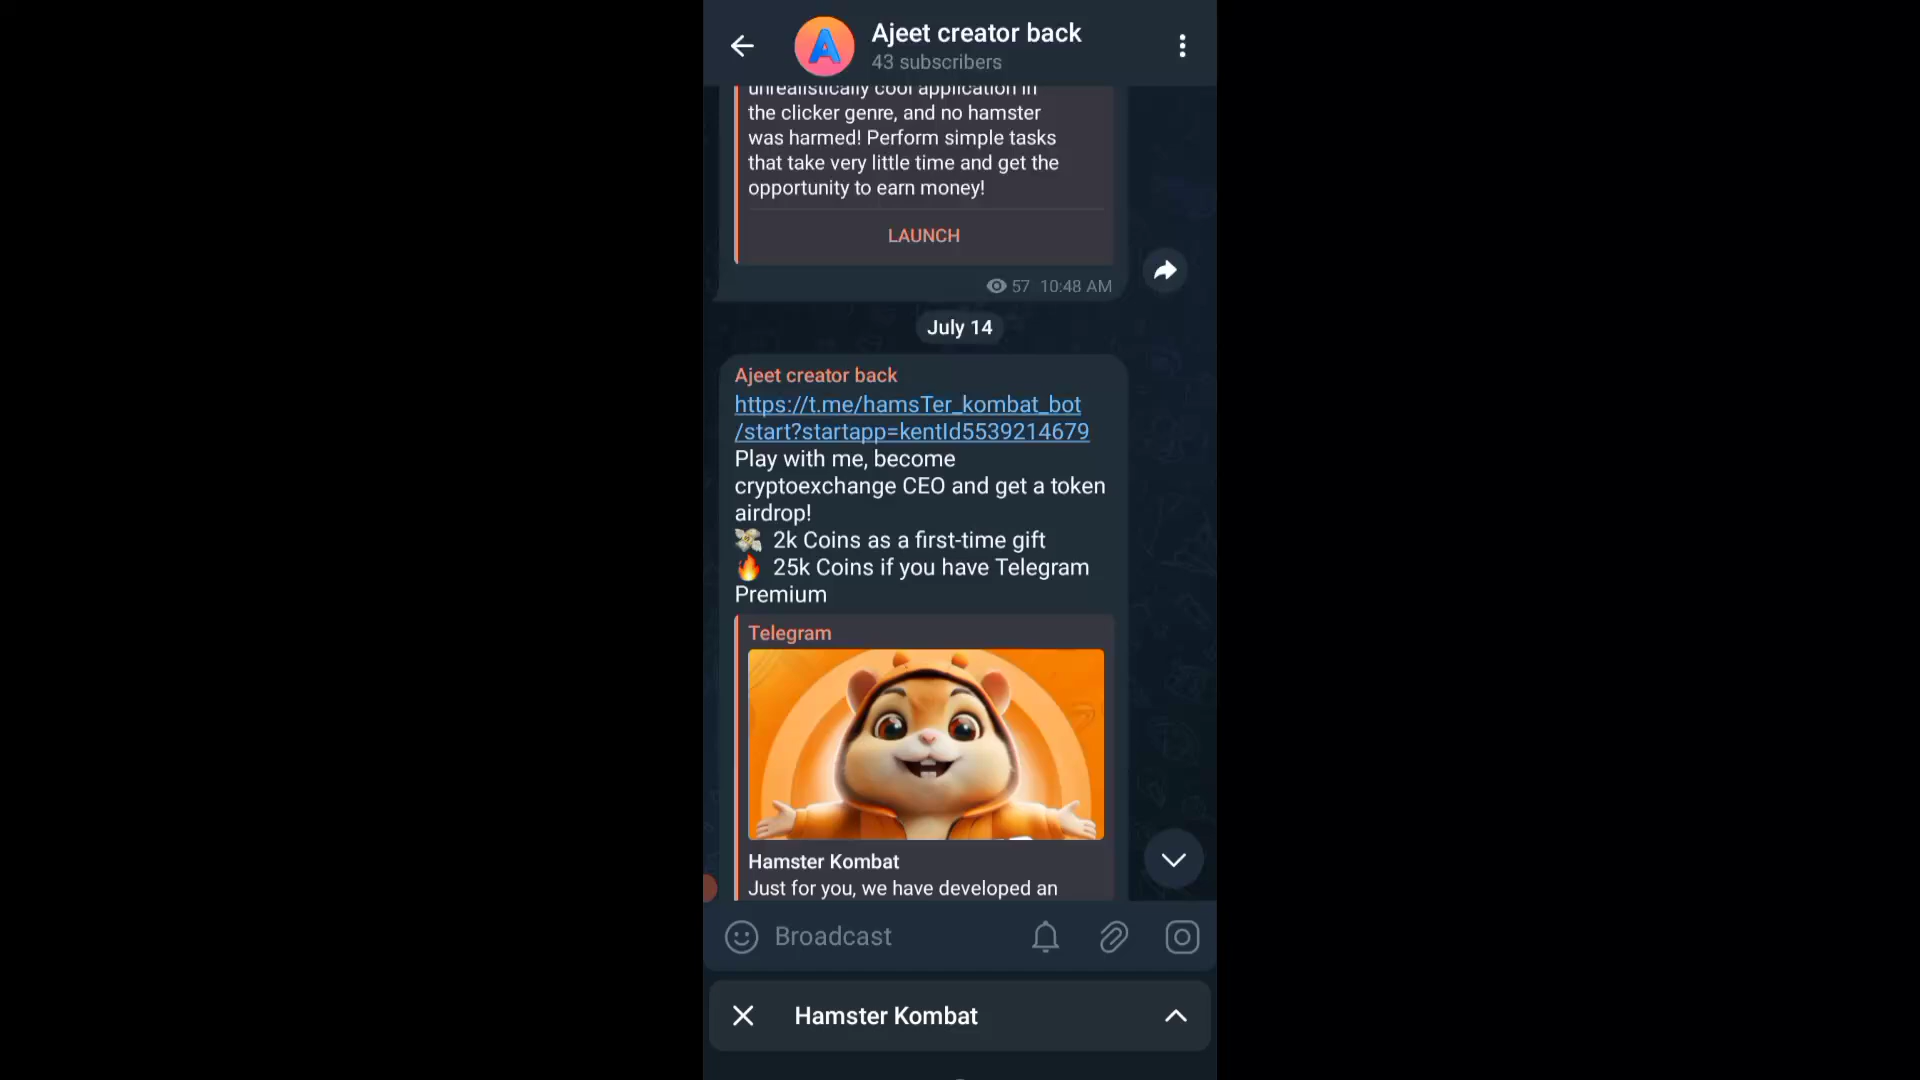 Ajeet creator back
43 subscribers
unrealistically cool application in
the clicker genre, and no hamster
was harmed! Perform simple tasks
that take very little time and get the
opportunity to earn money!
LAUNCH
57 10:48 AM
July 14
Ajeet creator back
https://t.me/hamsTer_kombat_bot
/start?startapp=kentId5539214679
Play with me, become
cryptoexchange CEO and get a token
airdrop!
💸 2k Coins as a first-time gift
🔥 25k Coins if you have Telegram
Premium
Telegram
Hamster Kombat
Just for you, we have developed an
Broadcast
Hamster Kombat